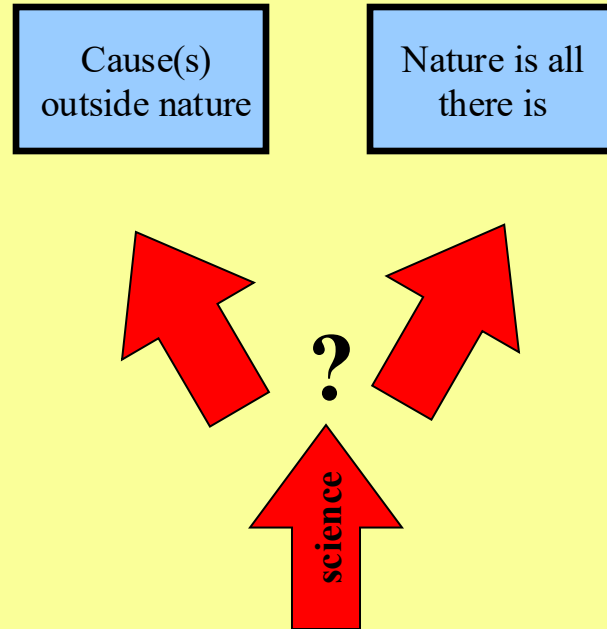 Cause(s)
outside nature
Nature is all
there is
?
science